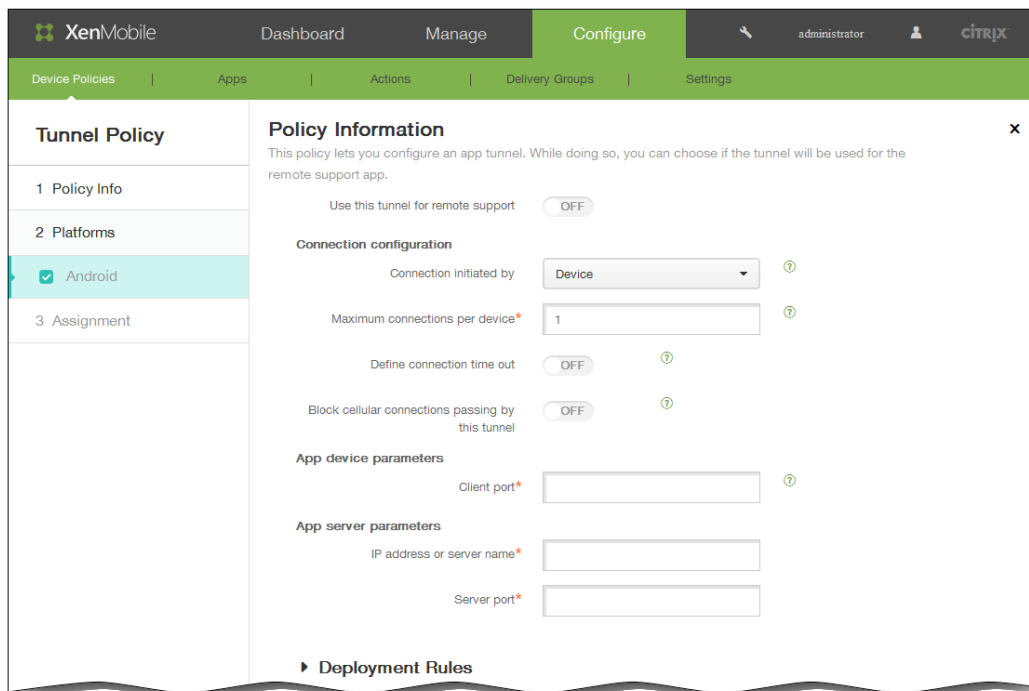 XenMobile
Dashboard
Manage
Configure
administrator
CİTRIX
Device Policies | Apps | Actions | Delivery Groups | Settings
Tunnel Policy
1 Policy Info
2 Platforms
Android
3 Assignment
Policy Information
x
This policy lets you configure an app tunnel. While doing so, you can choose if the tunnel will be used for the
remote support app.
Use this tunnel for remote support
OFF
Connection configuration
Connection initiated by
Device
?
Maximum connections per device*
1
?
Define connection time out
OFF
?
Block cellular connections passing by
this tunnel
OFF
?
App device parameters
Client port*
?
App server parameters
IP address or server name*
Server port*
Deployment Rules